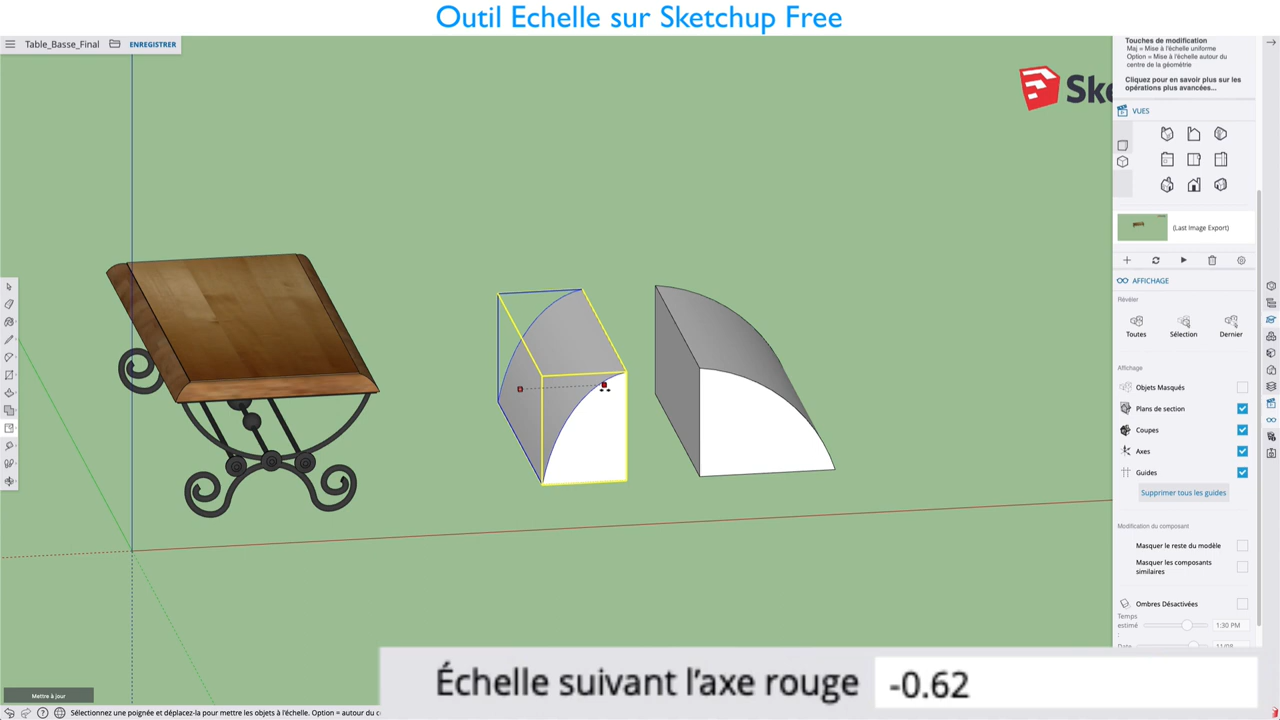 Outil Echelle sur Sketchup Free
Table_Basse_Final
ENREGISTRER
Touches de modification
Maj = Mise à l'échelle uniforme
Option = Mise à l'échelle autour du
centre de la géométrie
Cliquez pour en savoir plus sur les
opérations plus avancées...
Ske
VUES
(Last Image Export)
AFFICHAGE
Révéler
Toutes
Sélection
Dernier
Affichage
Objets Masqués
Plans de section
Coupes
Axes
Guides
Supprimer tous les guides
Modification du composant
Masquer le reste du modèle
Masquer les composants
similaires
Ombres Désactivées
Temps
estimé
:
1:30 PM
Échelle suivant l'axe rouge
-0.62
Mettre à jour
Sélectionnez une poignée et déplacez-la pour mettre les objets à l'échelle. Option = autour du c